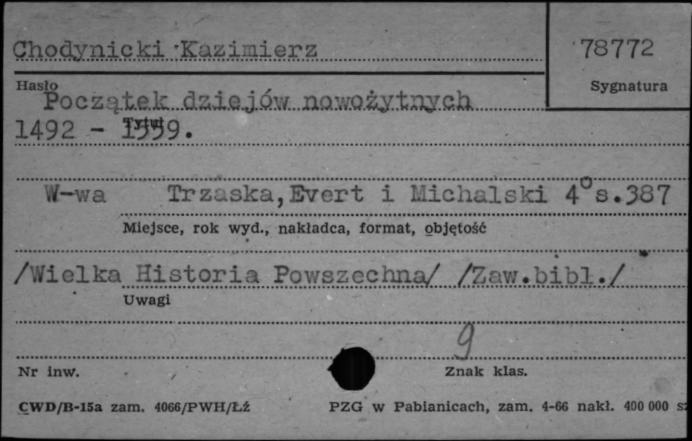 Chodynicki Kazimierz
78772
Hasło
Sygnatura
Początek dziejów nowożytnych
1492 - 1559.
Tytuł
W-wa Trzaska,Evert i Michalski 4° s.387
Miejsce, rok wyd., nakładca, format, objętość
/Wielka Historia Powszechna/ /Zaw.bibl./
Uwagi
9
Nr inw.
Znak klas.
CWD/B-15a zam. 4066/PWH/Łź
PZG w Pabianicach, zam. 4-66 nakł. 400 000